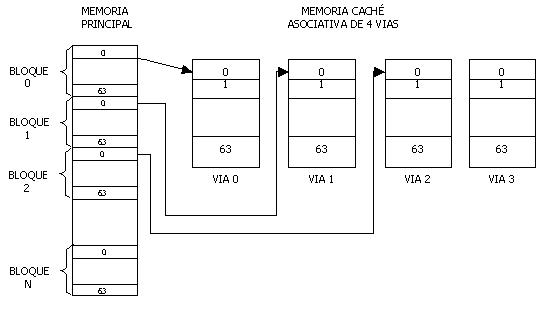 MEMORIA
PRINCIPAL
MEMORIA CACHÉ
ASOCIATIVA DE 4 VIAS
BLOQUE
0
0
63
BLOQUE
1
0
63
BLOQUE
2
0
63
BLOQUE
N
0
63
0
1
63
VIA 0
0
1
63
VIA 1
0
1
63
VIA 2
0
1
63
VIA 3